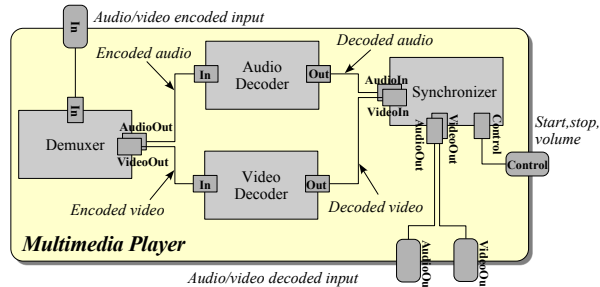 Audio/video encoded input
In
Encoded audio
Decoded audio
In
Audio
Decoder
Out
AudioIn
VideoIn
Synchronizer
In
Demuxer
AudioOut
VideoOut
AudioOut
VideoOut
Control
Start,stop,
volume
Control
In
Video
Decoder
Out
Encoded video
Decoded video
Multimedia Player
AudioOu
VideoOu
Audio/video decoded input